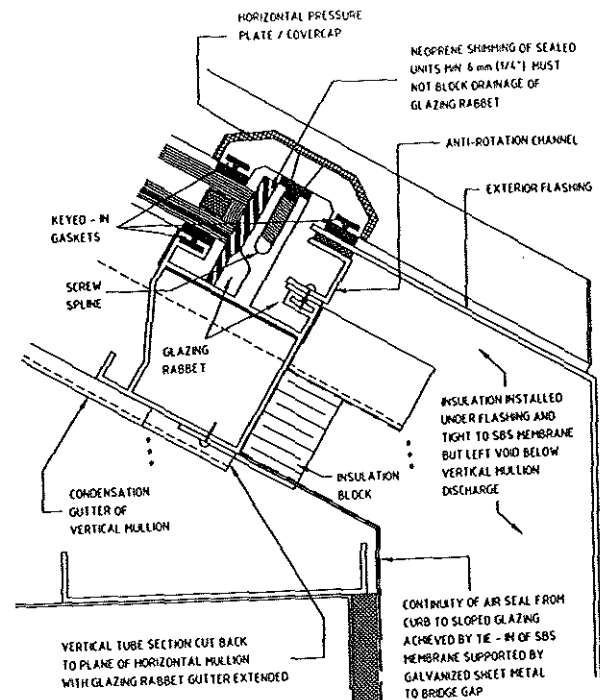 HORIZONTAL PRESSURE
PLATE / COVERCAP
NEOPRENE SHIMMING OF SEALED
UNITS MIN 6 mm (1/4") MUST
NOT BLOCK DRAINAGE OF
GLAZING RABBET
ANTI-ROTATION CHANNEL
EXTERIOR FLASHING
KEYED - IN
GASKETS
SCREW
SPLINE
GLAZING
RABBET
INSULATION INSTALLED
UNDER FLASHING AND
TIGHT TO SBS MEMBRANE
BUT LEFT VOID BELOW
VERTICAL MULLION
DISCHARGE
INSULATION
BLOCK
CONDENSATION
GUTTER OF
VERTICAL MULLION
CONTINUITY OF AIR SEAL FROM
CURB TO SLOPED GLAZING
ACHIEVED BY TIE - IN OF SBS
MEMBRANE SUPPORTED BY
GALVANIZED SHEET METAL
TO BRIDGE GAP
VERTICAL TUBE SECTION CUT BACK
TO PLANE OF HORIZONTAL MULLION
WITH GLAZING RABBET GUTTER EXTENDED